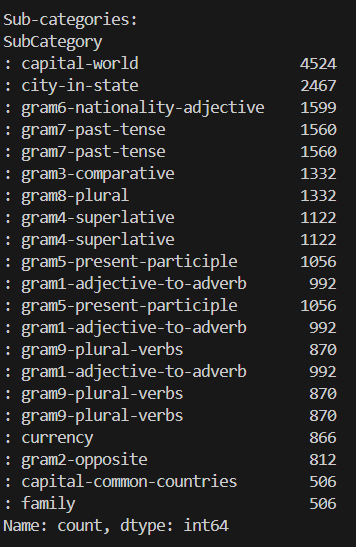 Sub-categories:
SubCategory
: capital-world 4524
: city-in-state 2467
: gram6-nationality-adjective 1599
: gram7-past-tense 1560
: gram7-past-tense 1560
: gram3-comparative 1332
: gram8-plural 1332
: gram4-superlative 1122
: gram4-superlative 1122
: gram5-present-participle 1056
: gram1-adjective-to-adverb 992
: gram5-present-participle 1056
: gram1-adjective-to-adverb 992
: gram9-plural-verbs 870
: gram1-adjective-to-adverb 992
: gram9-plural-verbs 870
: gram9-plural-verbs 870
: currency 866
: gram2-opposite 812
: capital-common-countries 506
: family 506
Name: count, dtype: int64